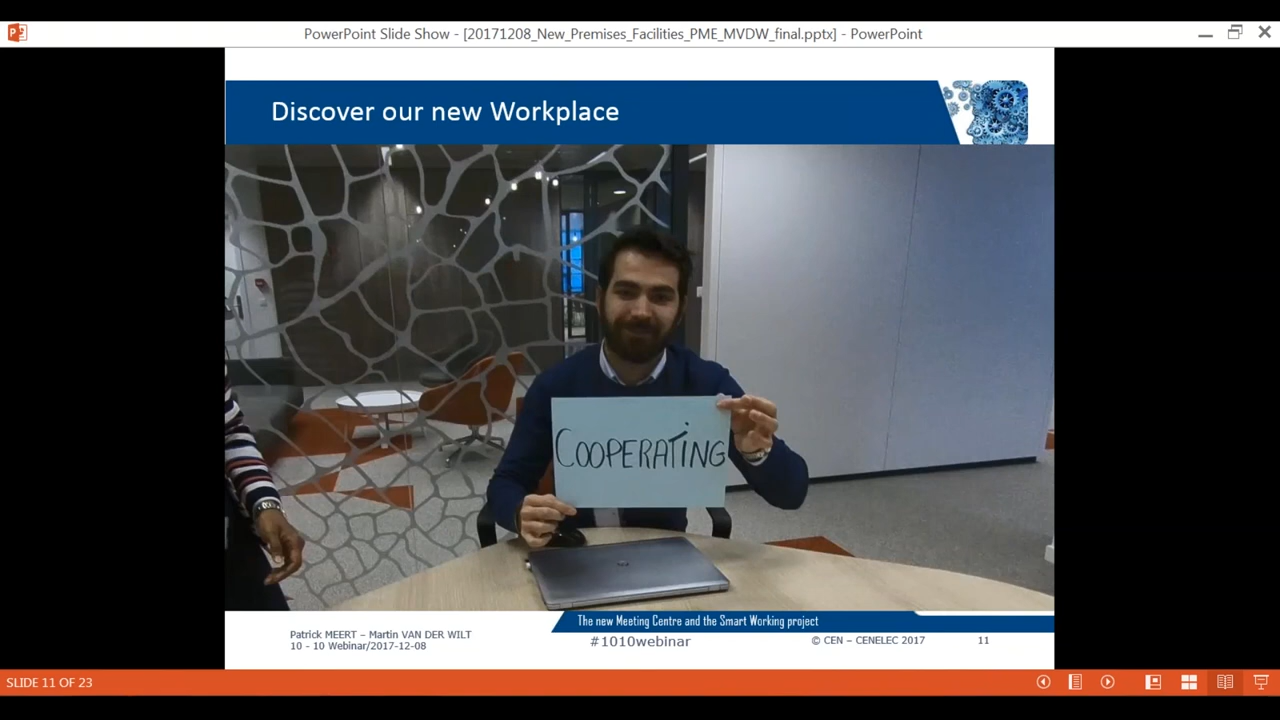 PowerPoint Slide Show - [20171208_New_Premises_Facilities_PME_MVDW_final.pptx] - PowerPoint
Discover our new Workplace
COOPERATING
The new Meeting Centre and the Smart Working project
Patrick MEERT – Martin VAN DER WILT
10 - 10 Webinar/2017-12-08
#1010webinar
© CEN – CENELEC 2017
11
SLIDE 11 OF 23